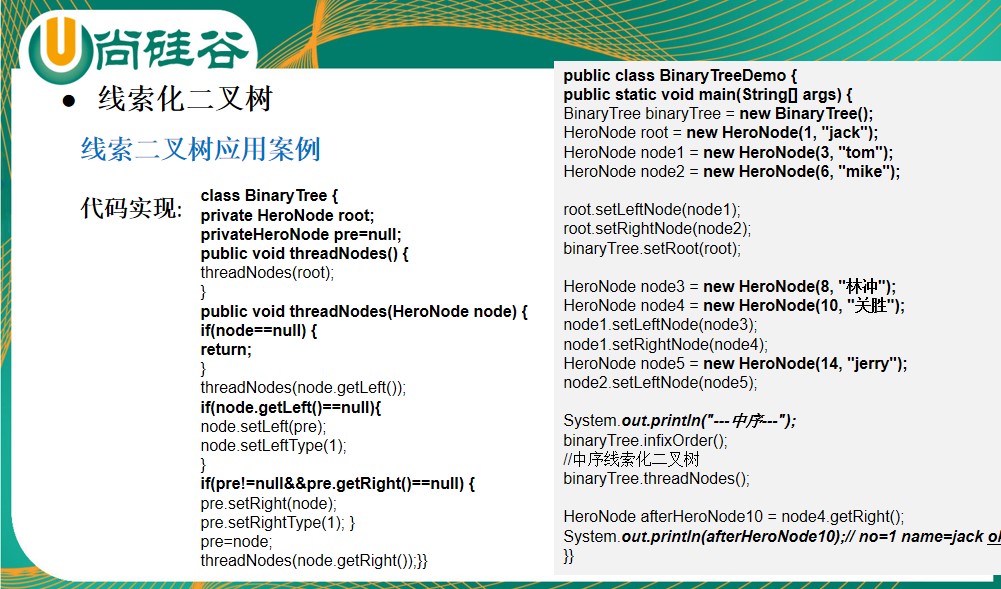 尚硅谷
● 线索化二叉树
线索二叉树应用案例
代码实现:
class BinaryTree {
private HeroNode root;
privateHeroNode pre=null;
public void threadNodes() {
threadNodes(root);
}
public void threadNodes(HeroNode node) {
if(node==null) {
return;
}
threadNodes(node.getLeft());
if(node.getLeft()==null){
node.setLeft(pre);
node.setLeftType(1);
}
if(pre!=null&&pre.getRight()==null) {
pre.setRight(node);
pre.setRightType(1); }
pre=node;
threadNodes(node.getRight());}}
public class BinaryTreeDemo {
public static void main(String[] args) {
BinaryTree binaryTree = new BinaryTree();
HeroNode root = new HeroNode(1, "jack");
HeroNode node1 = new HeroNode(3, "tom");
HeroNode node2 = new HeroNode(6, "mike");
root.setLeftNode(node1);
root.setRightNode(node2);
binaryTree.setRoot(root);
HeroNode node3 = new HeroNode(8, "林冲");
HeroNode node4 = new HeroNode(10, "关胜");
node1.setLeftNode(node3);
node1.setRightNode(node4);
HeroNode node5 = new HeroNode(14, "jerry");
node2.setLeftNode(node5);
System.out.println("---中序---");
binaryTree.infixOrder();
//中序线索化二叉树
binaryTree.threadNodes();
HeroNode afterHeroNode10 = node4.getRight();
System.out.println(afterHeroNode10);// no=1 name=jack
}}